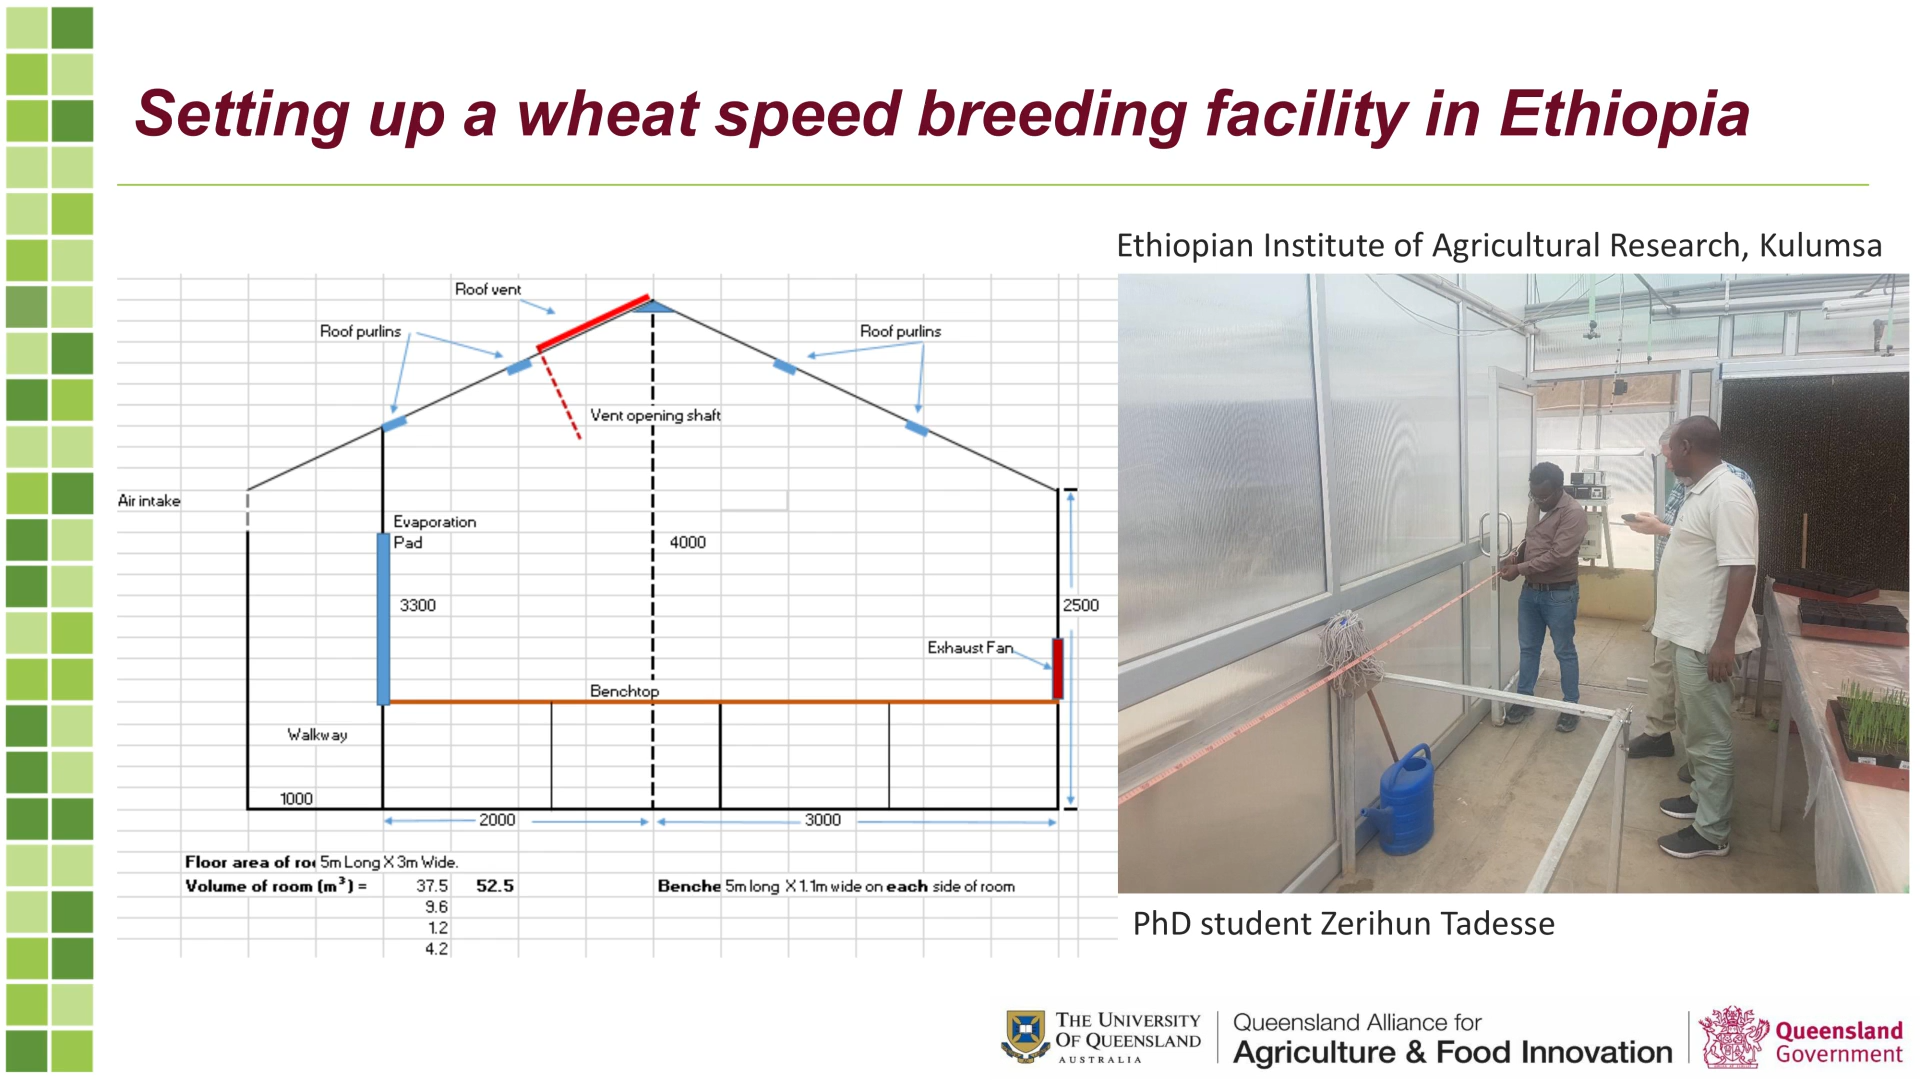 Setting up a wheat speed breeding facility in Ethiopia
Ethiopian Institute of Agricultural Research, Kulumsa
Roof vent
Roof purlins
Roof purlins
Vent opening shaft
Air intake
Evaporation
Pad
4000
3300
2500
Exhaust Fan
Benchtop
Walkway
1000
2000
3000
Floor area of roo 5m Long X 3m Wide.
Volume of room (m³) = 37.5 52.5
9.6
1.2
4.2
Benche 5m long X 1.1m wide on each side of room
PhD student Zerihun Tadesse
THE UNIVERSITY
OF QUEENSLAND
AUSTRALIA
Queensland Alliance for
Agriculture & Food Innovation
Queensland
Government